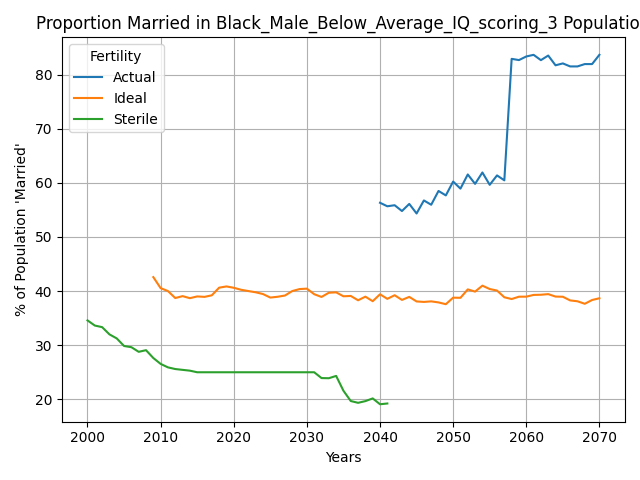 Proportion Married in Black_Male_Below_Average_IQ_scoring_3 Populatio
Fertility
Actual
Ideal
Sterile
% of Population 'Married'
80
70
60
50
40
30
20
2000 2010 2020 2030 2040 2050 2060 2070
Years